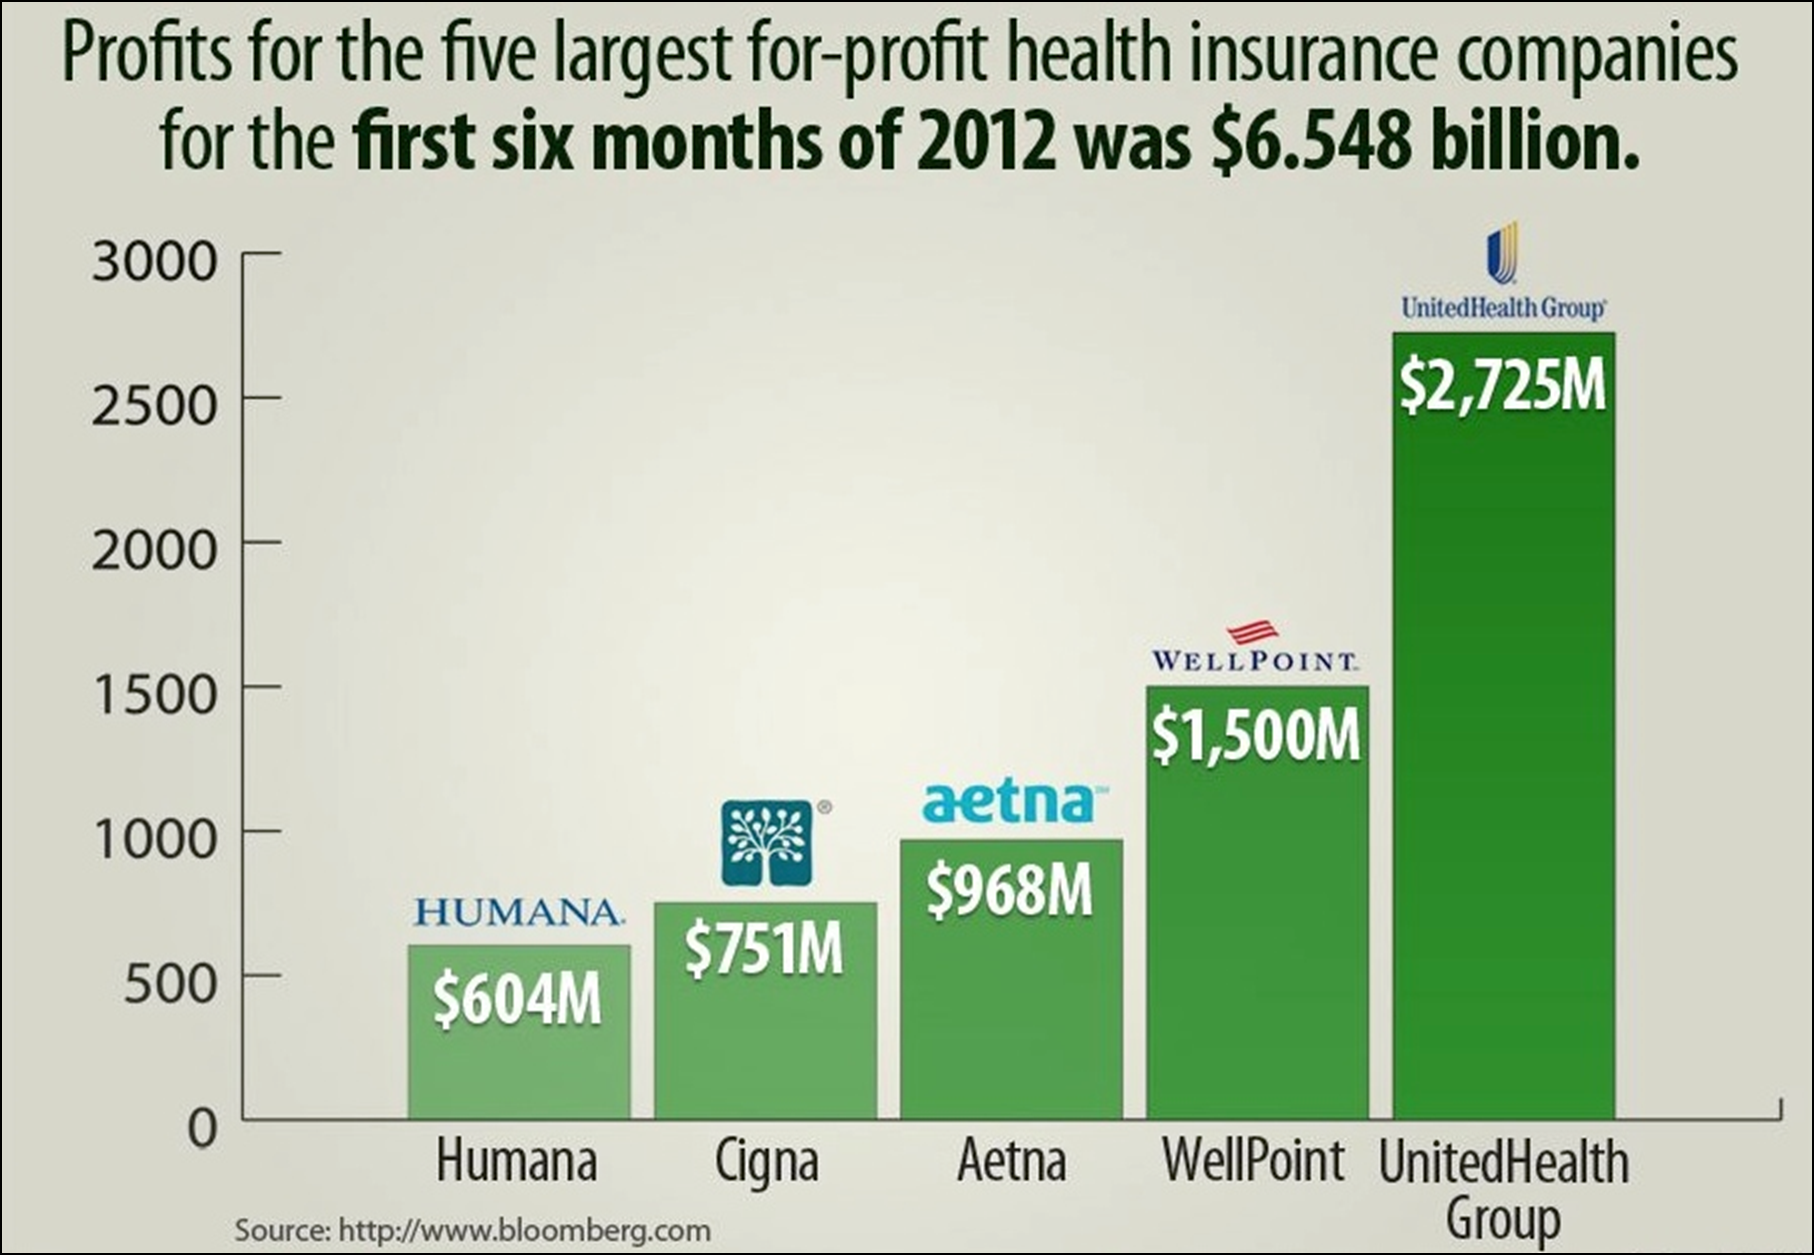 Profits for the five largest for-profit health insurance companies
for the first six months of 2012 was $6.548 billion.
3000
2500
2000
1500
1000
500
0
UnitedHealth Group®
$2,725M
WELLPOINT.
$1,500M
aetna℠
$968M
®
$751M
HUMANA.
$604M
Humana
Cigna
Aetna
WellPoint
UnitedHealth
Group
Source: http://www.bloomberg.com